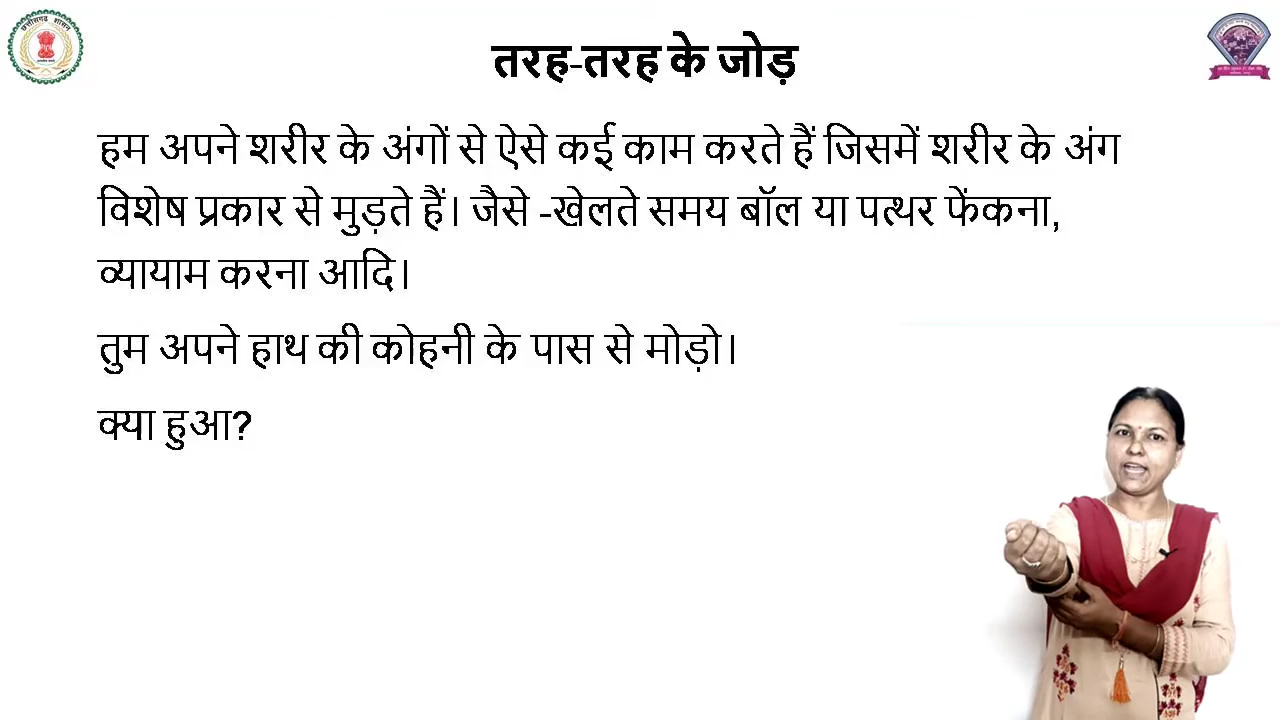 तरह-तरह के जोड़
हम अपने शरीर के अंगों से ऐसे कई काम करते हैं जिसमें शरीर के अंग
विशेष प्रकार से मुड़ते हैं। जैसे -खेलते समय बॉल या पत्थर फेंकना,
व्यायाम करना आदि।
तुम अपने हाथ की कोहनी के पास से मोड़ो।
क्या हुआ?